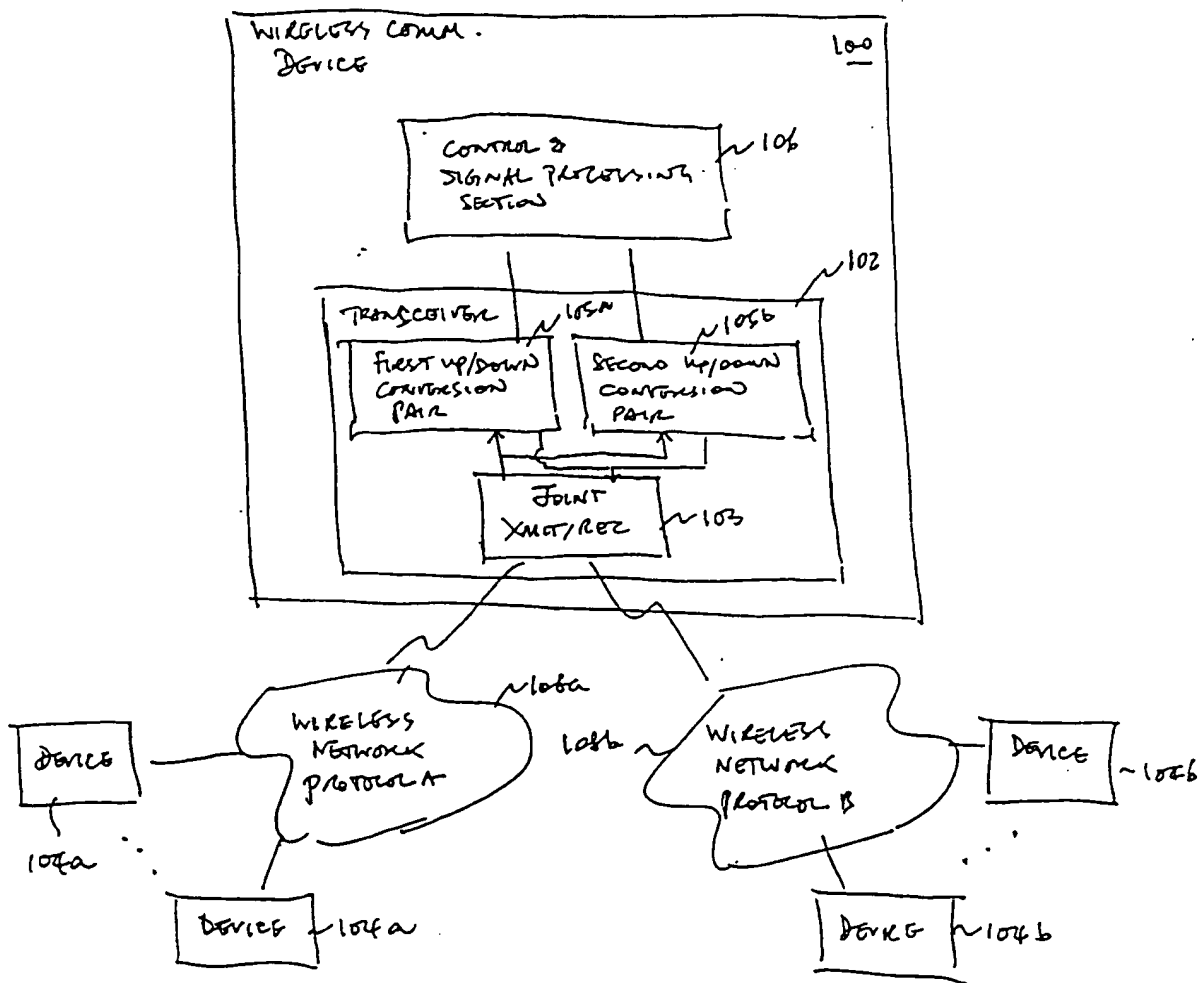 WIRELESS COMM.
DEVICE
100
CONTROL &
SIGNAL PROCESSING
SECTION
106
102
TRANSCEIVER
105a
105b
FIRST UP/DOWN
CONVERSION
PAIR
SECOND UP/DOWN
CONVERSION
PAIR
JOINT
XMIT/REC
103
108a
WIRELESS
NETWORK
PROTOCOL A
108b
WIRELESS
NETWORK
PROTOCOL B
DEVICE
DEVICE
104b
104a
DEVICE
104a
DEVICE
104b